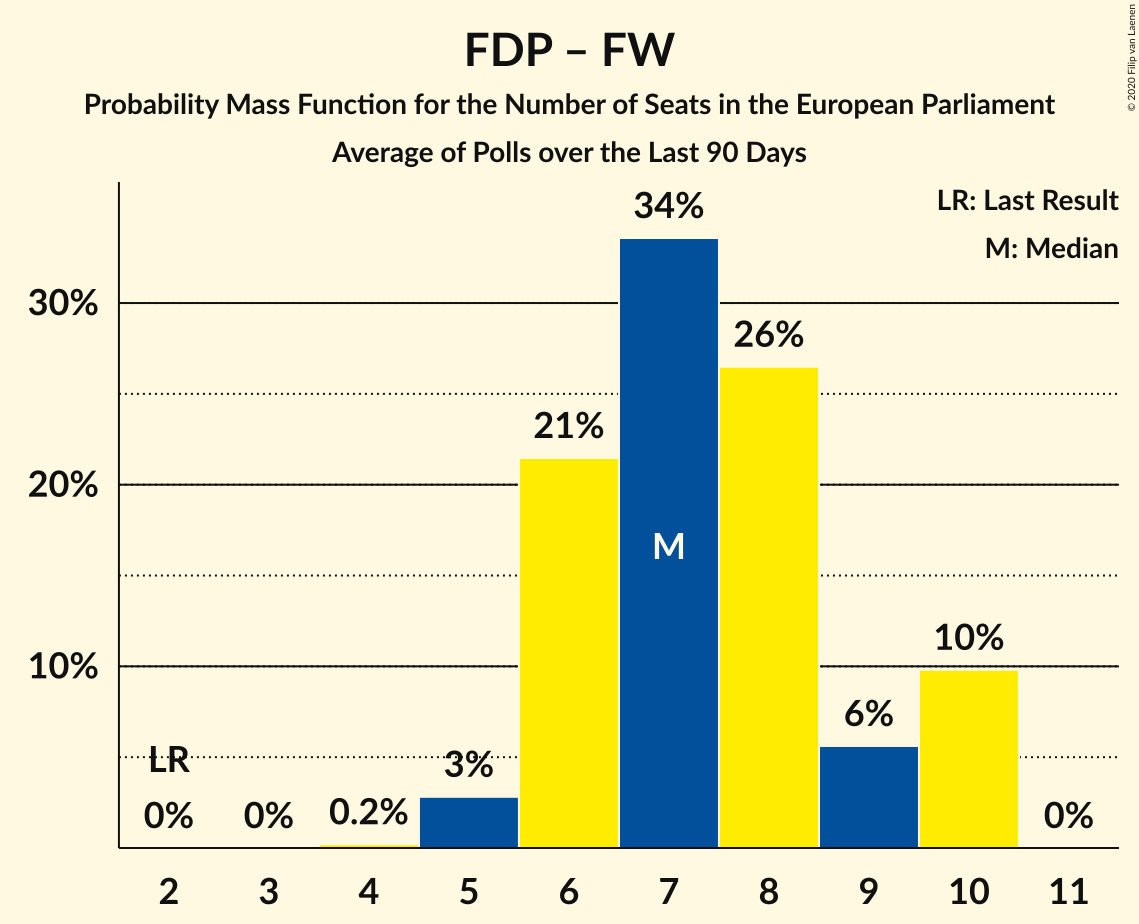 FDP – FW
Probability Mass Function for the Number of Seats in the European Parliament
Average of Polls over the Last 90 Days
© 2020 Filip van Laenen
LR: Last Result
M: Median
30%
20%
10%
LR
0%
0%
0.2%
3%
21%
34%
M
26%
6%
10%
0%
2 3 4 5 6 7 8 9 10 11